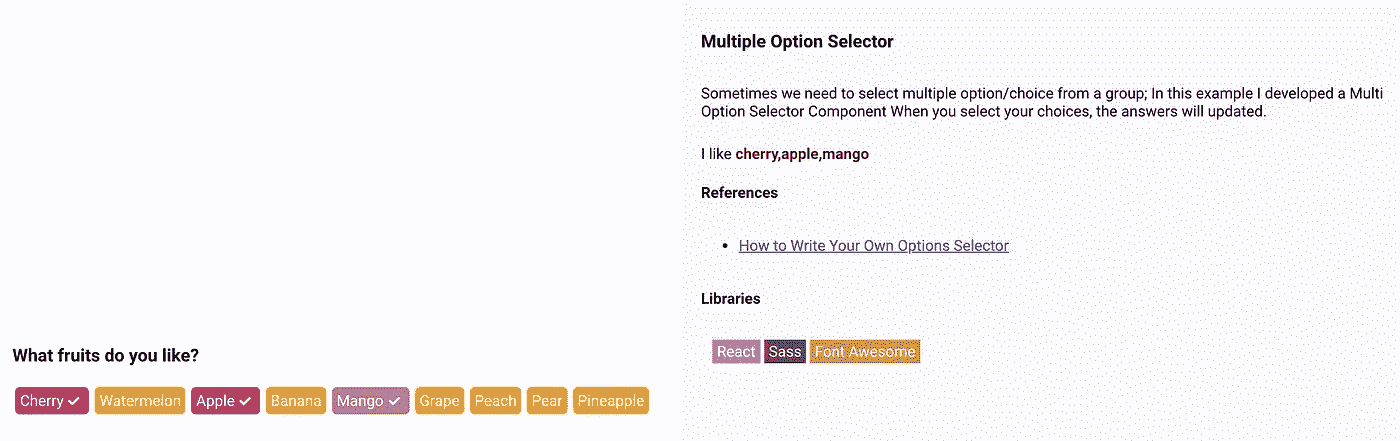 Multiple Option Selector
Sometimes we need to select multiple option/choice from a group; In this example I developed a Multi
Option Selector Component When you select your choices, the answers will updated.
I like cherry,apple,mango
References
How to Write Your Own Options Selector
Libraries
React Sass Font Awesome
What fruits do you like?
Cherry Watermelon Apple Banana Mango Grape Peach Pear Pineapple